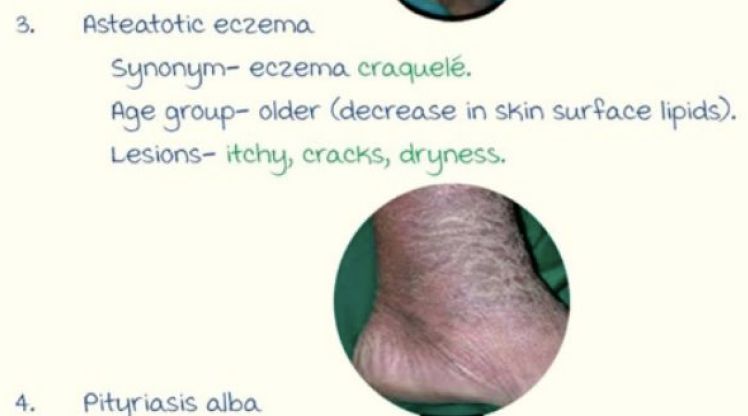 3. Asteatotic eczema
Synonym- eczema craquelé.
Age group- older (decrease in skin surface lipids).
Lesions- itchy, cracks, dryness.
4. Pityriasis alba